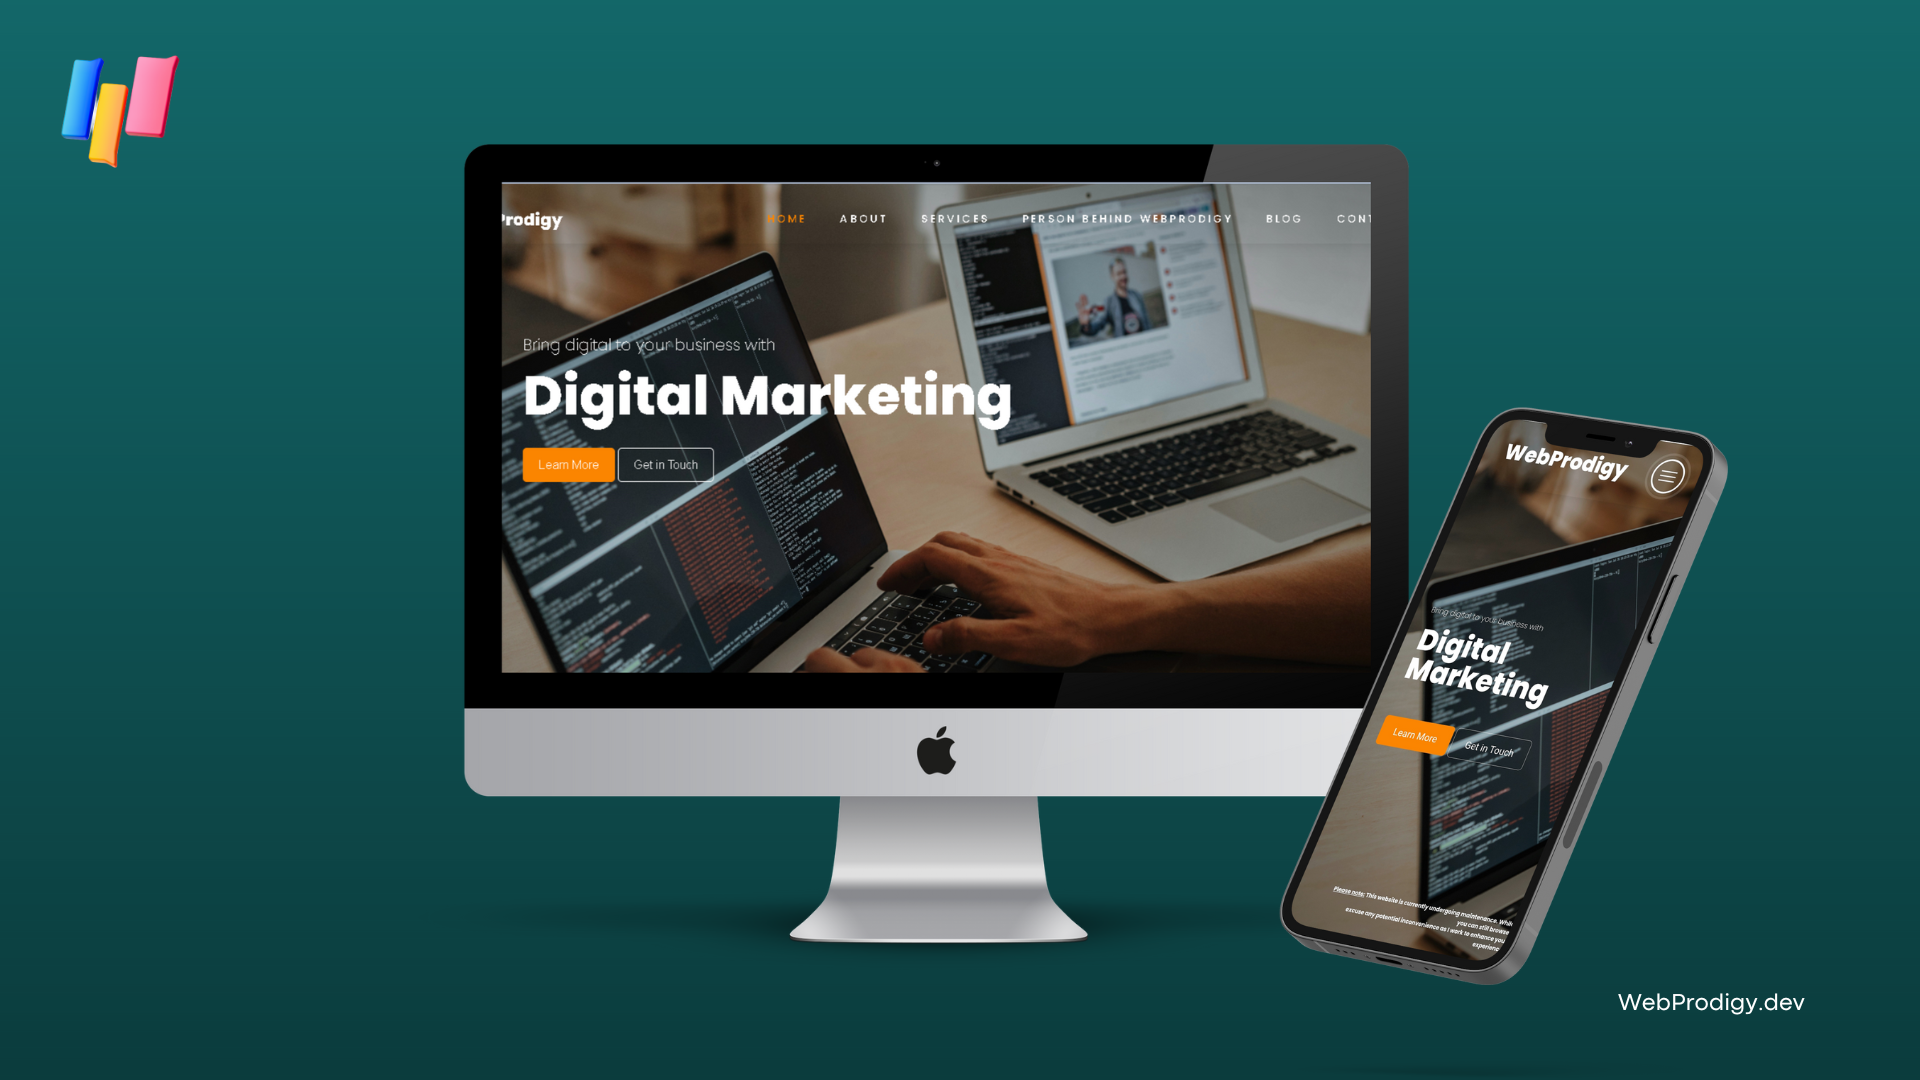 Prodigy
HOME ABOUT SERVICES PERSON BEHIND WEBPRODIGY BLOG CONT
Bring digital to your business with
Digital Marketing
Learn More Get in Touch
WebProdigy
Bring digital to your business with
Digital
Marketing
Learn More Get in Touch
Please note: This website is currently undergoing maintenance. While
you can still browse
excuse any potential inconvenience as I work to enhance your
experience
WebProdigy.dev